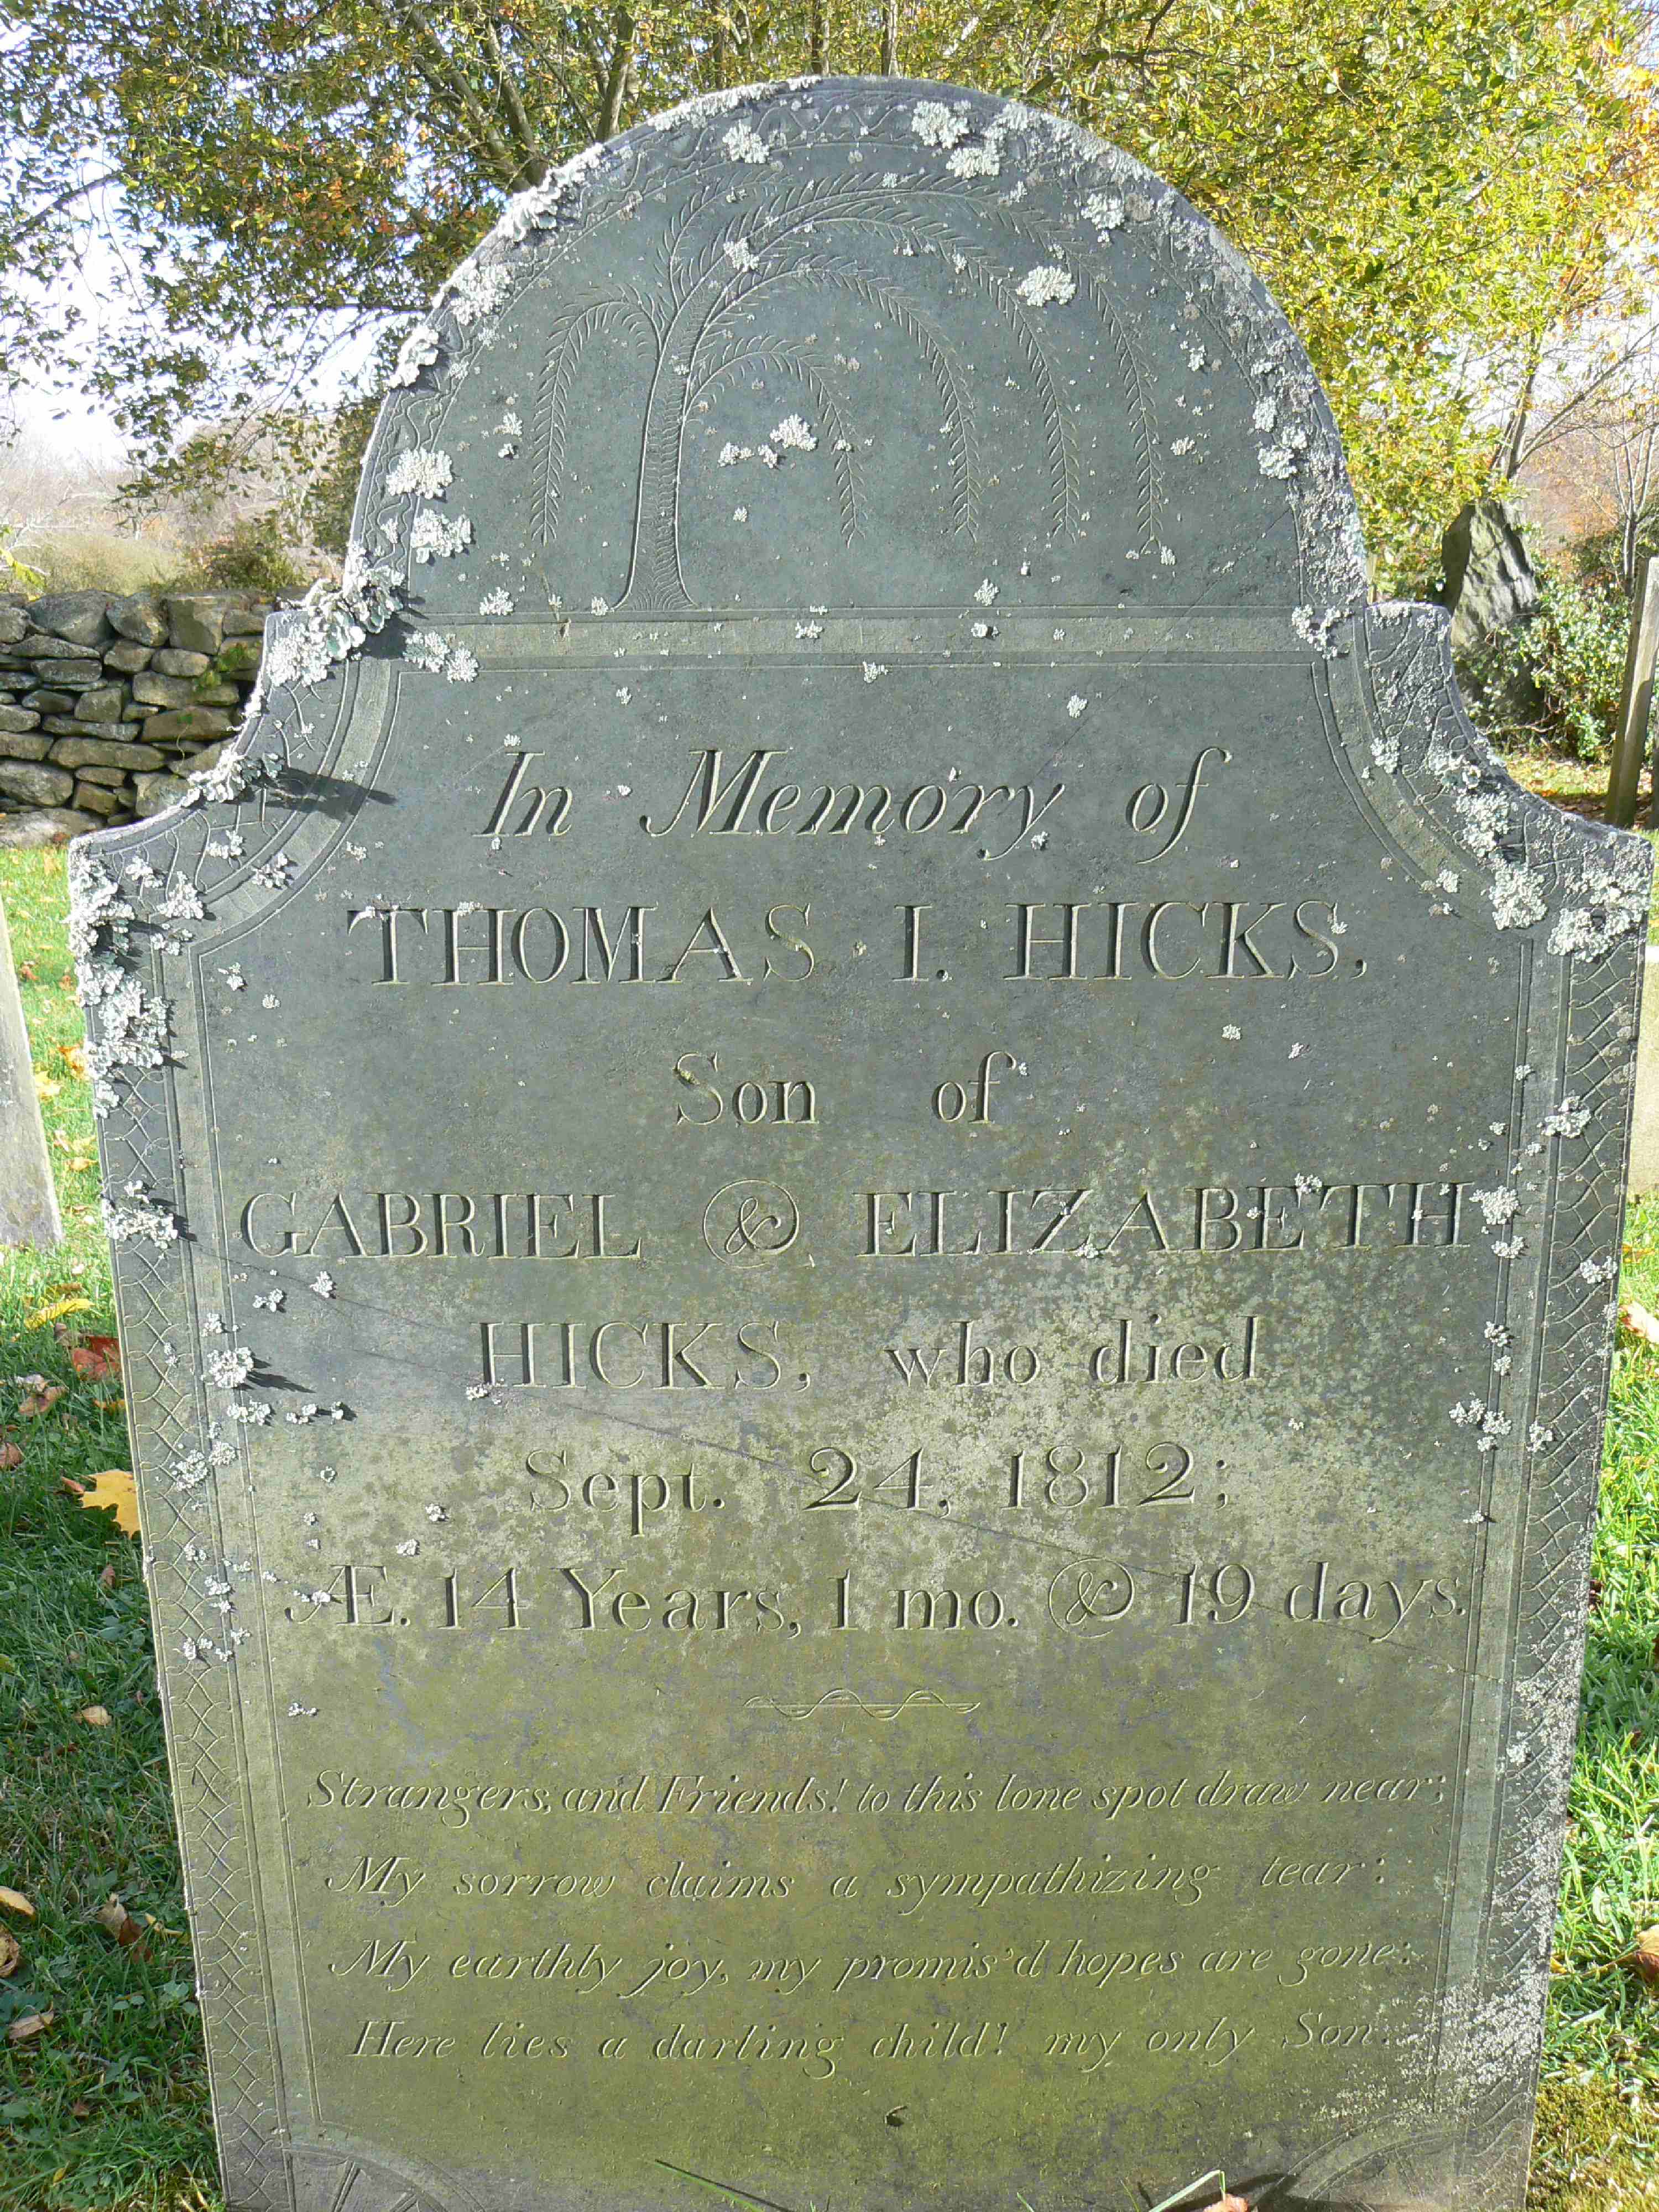 In Memory of
THOMAS I. HICKS,
Son of
GABRIEL & ELIZABETH
HICKS, who died
Sept. 24, 1812;
Æ. 14 Years, 1 mo. & 19 days.
Strangers, and Friends! to this lone spot draw near;
My sorrow claims a sympathizing tear:
My earthly joy, my promis'd hopes are gone:
Here lies a darling child! my only Son.